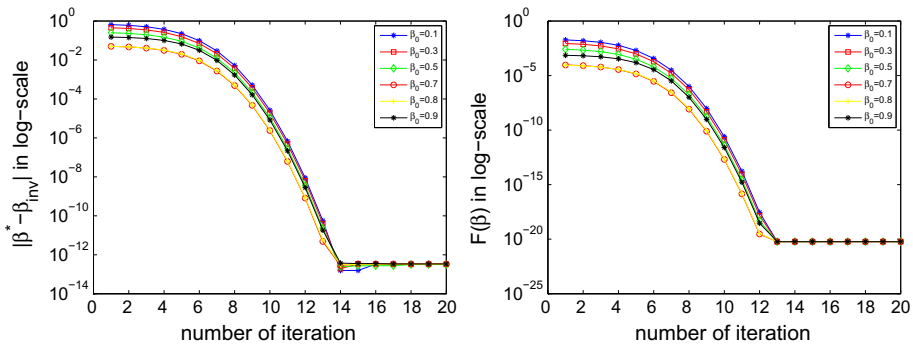 |β*−β_inv| in log−scale
10^0
10^−2
10^−4
10^−6
10^−8
10^−10
10^−12
10^−14
0 2 4 6 8 10 12 14 16 18 20
number of iteration
β_0=0.1
β_0=0.3
β_0=0.5
β_0=0.7
β_0=0.8
β_0=0.9
F(β) in log−scale
10^0
10^−5
10^−10
10^−15
10^−20
10^−25
0 2 4 6 8 10 12 14 16 18 20
number of iteration
β_0=0.1
β_0=0.3
β_0=0.5
β_0=0.7
β_0=0.8
β_0=0.9